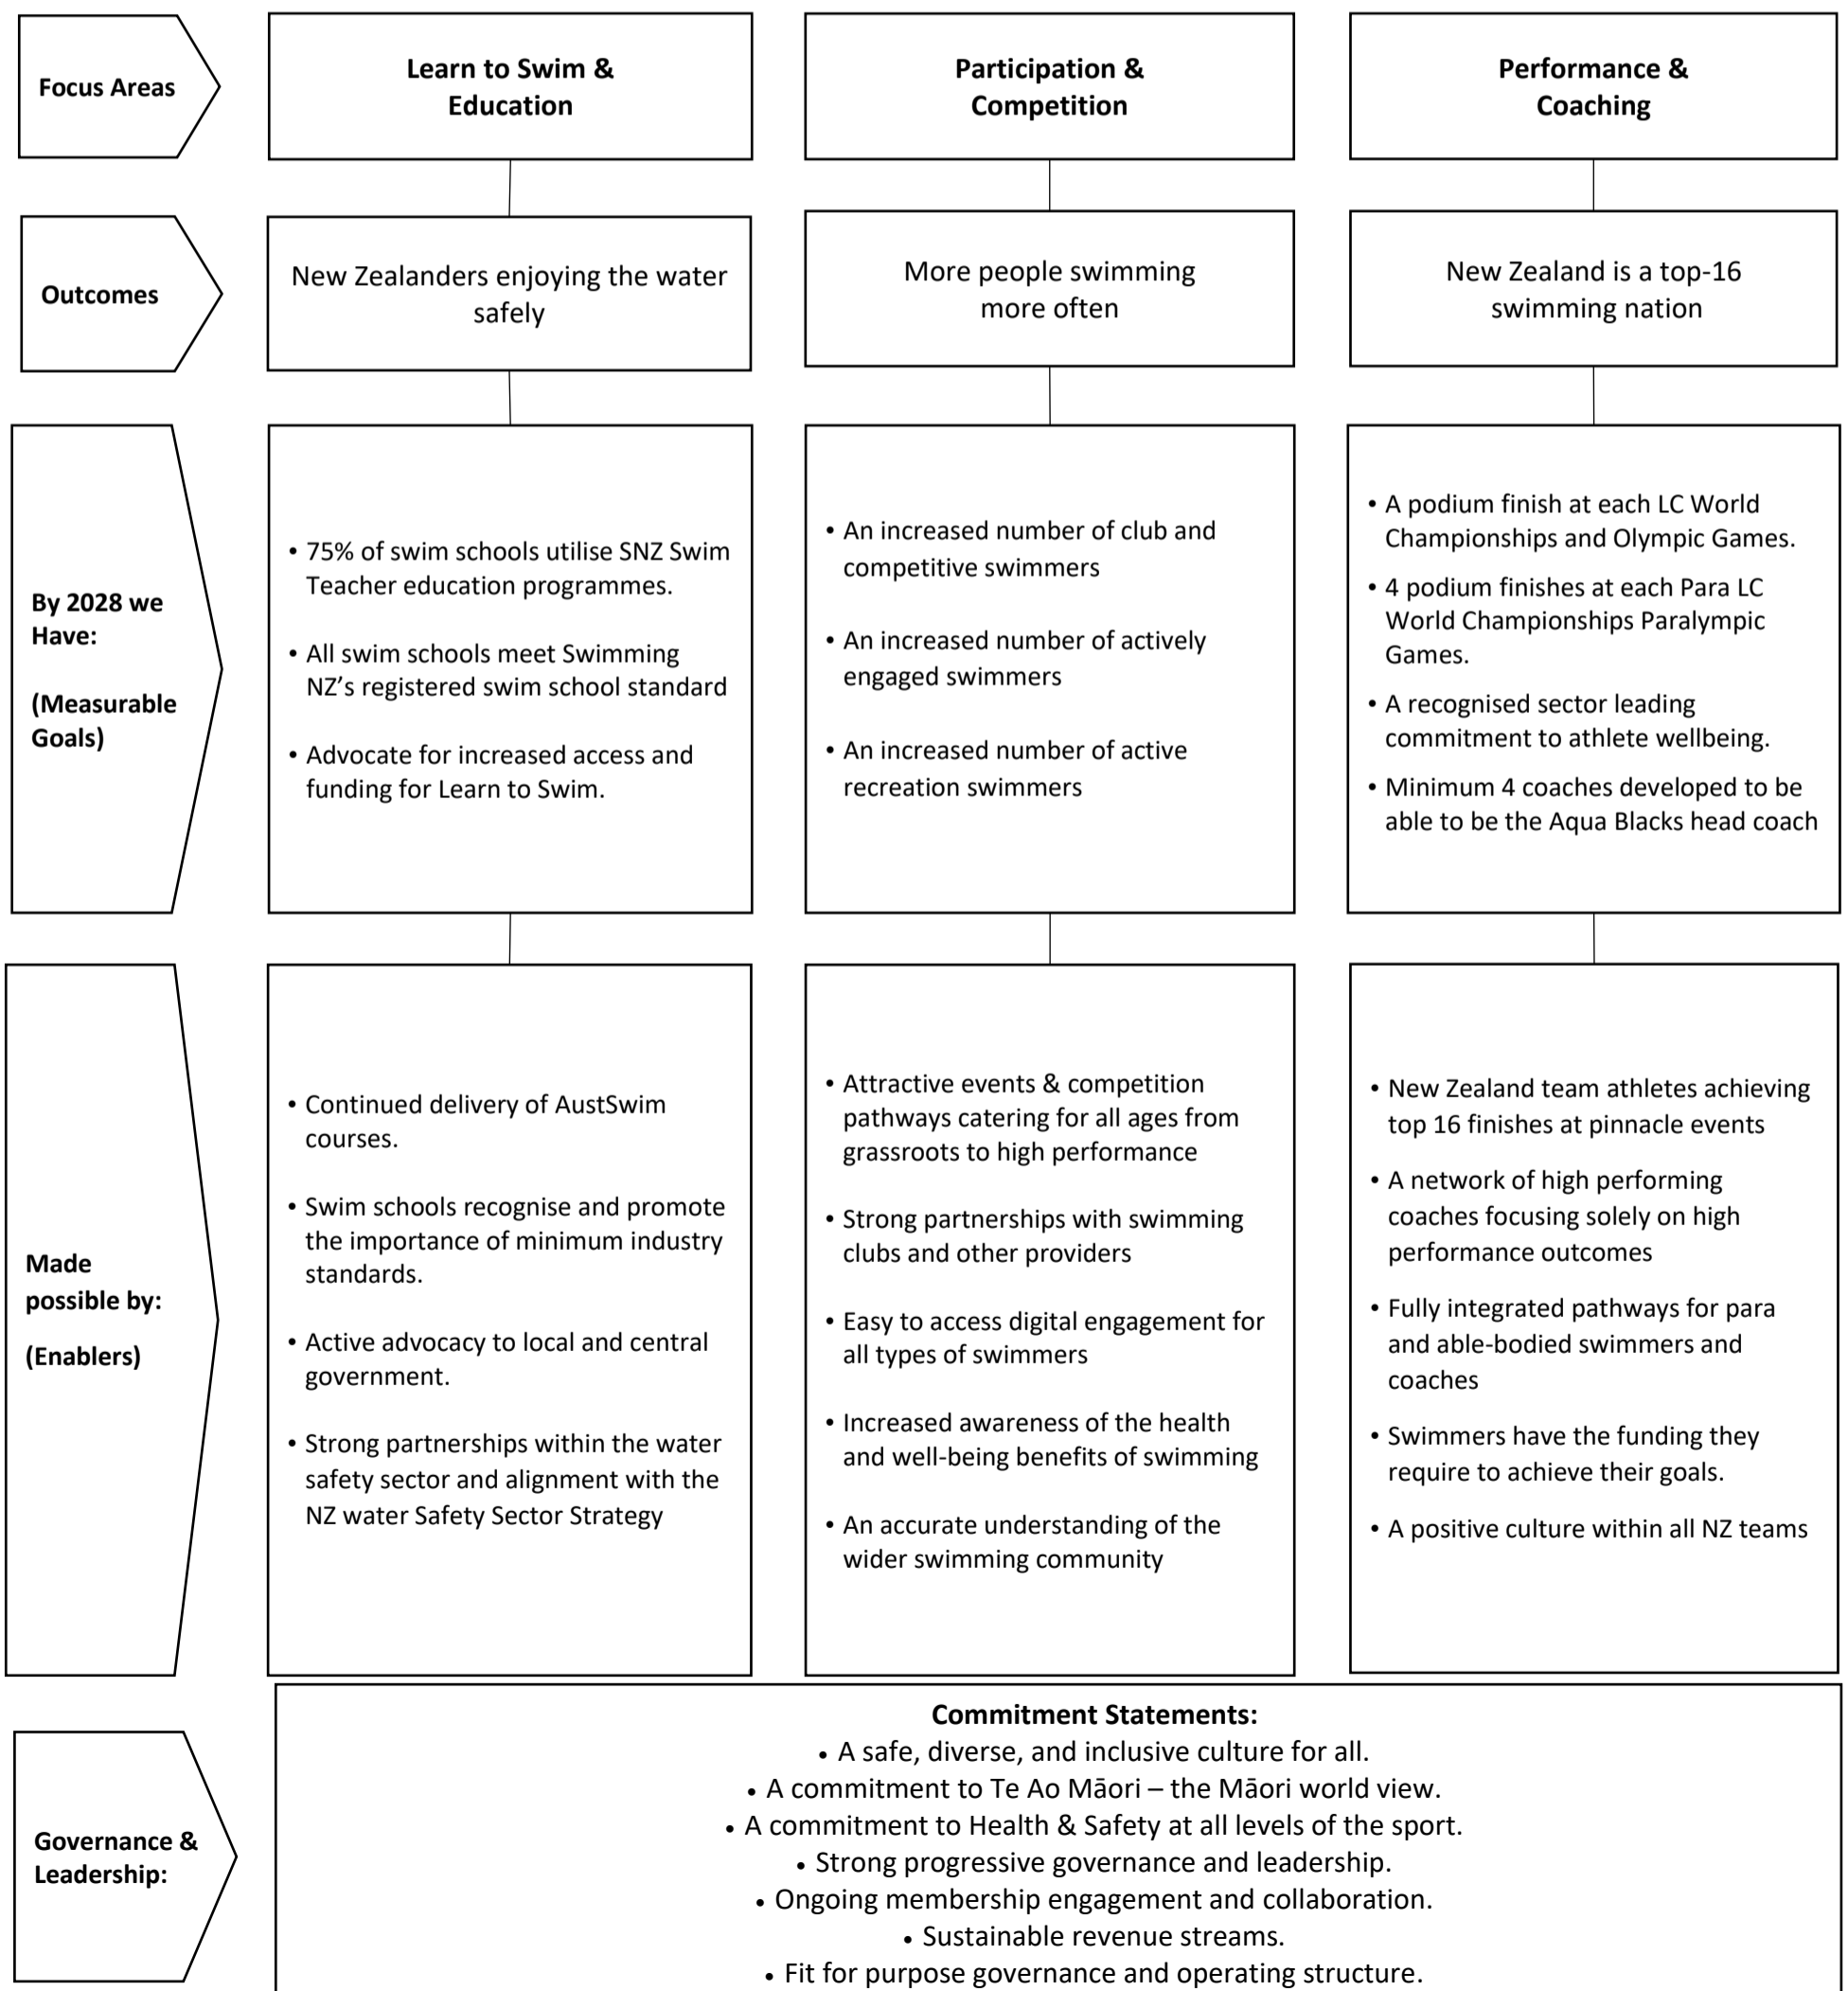 Focus Areas
Learn to Swim &
Education
Participation &
Competition
Performance &
Coaching
Outcomes
New Zealanders enjoying the water
safely
More people swimming
more often
New Zealand is a top-16
swimming nation
By 2028 we
Have:
(Measurable
Goals)
• 75% of swim schools utilise SNZ Swim
Teacher education programmes.
• All swim schools meet Swimming
NZ’s registered swim school standard
• Advocate for increased access and
funding for Learn to Swim.
• An increased number of club and
competitive swimmers
• An increased number of actively
engaged swimmers
• An increased number of active
recreation swimmers
• A podium finish at each LC World
Championships and Olympic Games.
• 4 podium finishes at each Para LC
World Championships Paralympic
Games.
• A recognised sector leading
commitment to athlete wellbeing.
• Minimum 4 coaches developed to be
able to be the Aqua Blacks head coach
Made
possible by:
(Enablers)
• Continued delivery of AustSwim
courses.
• Swim schools recognise and promote
the importance of minimum industry
standards.
• Active advocacy to local and central
government.
• Strong partnerships within the water
safety sector and alignment with the
NZ water Safety Sector Strategy
• Attractive events & competition
pathways catering for all ages from
grassroots to high performance
• Strong partnerships with swimming
clubs and other providers
• Easy to access digital engagement for
all types of swimmers
• Increased awareness of the health
and well-being benefits of swimming
• An accurate understanding of the
wider swimming community
• New Zealand team athletes achieving
top 16 finishes at pinnacle events
• A network of high performing
coaches focusing solely on high
performance outcomes
• Fully integrated pathways for para
and able-bodied swimmers and
coaches
• Swimmers have the funding they
require to achieve their goals.
• A positive culture within all NZ teams
Governance &
Leadership:
Commitment Statements:
• A safe, diverse, and inclusive culture for all.
• A commitment to Te Ao Māori – the Māori world view.
• A commitment to Health & Safety at all levels of the sport.
• Strong progressive governance and leadership.
• Ongoing membership engagement and collaboration.
• Sustainable revenue streams.
• Fit for purpose governance and operating structure.